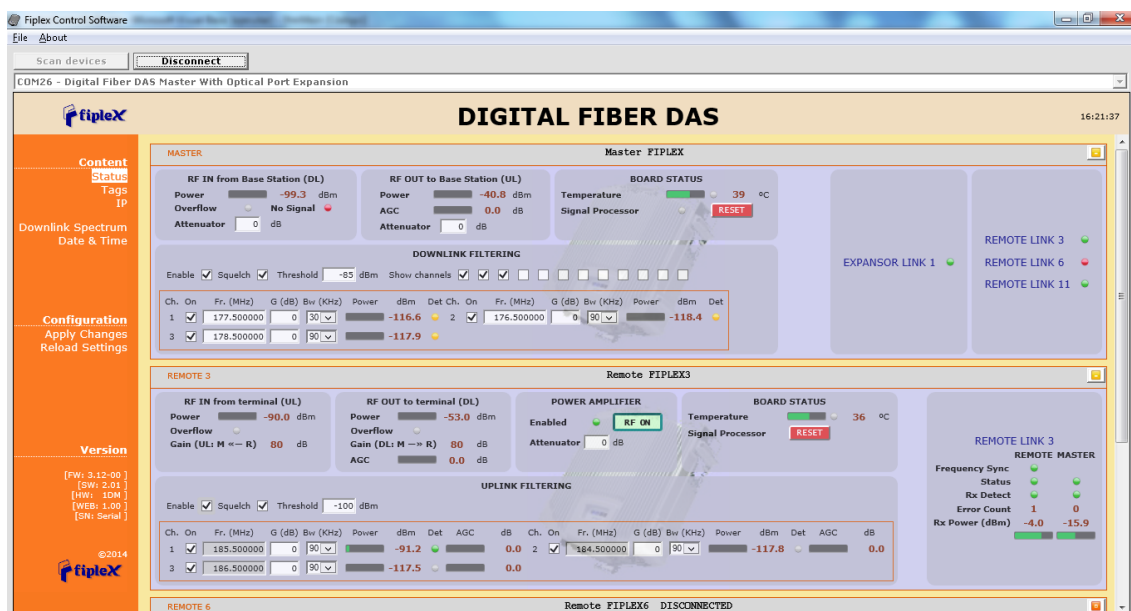 Fiplex Control Software
File About
Scan devices Disconnect
COM26 - Digital Fiber DAS Master With Optical Port Expansion
fipleX DIGITAL FIBER DAS 16:21:37
Content
Status
Tags
IP
Downlink Spectrum
Date & Time
Configuration
Apply Changes
Reload Settings
Version
[FW: 3.12-00 ]
[SW: 2.01 ]
[HW: 1DM ]
[WEB: 1.00 ]
[SN: Serial ]
©2014
fipleX
MASTER Master FIPLEX
RF IN from Base Station (DL)
Power -99.3 dBm
Overflow No Signal
Attenuator 0 dB
RF OUT to Base Station (UL)
Power -40.8 dBm
AGC 0.0 dB
Attenuator 0 dB
BOARD STATUS
Temperature 39 ºC
Signal Processor RESET
DOWNLINK FILTERING
Enable Squelch Threshold -85 dBm Show channels
Ch. On Fr. (MHz) G (dB) Bw (KHz) Power dBm Det Ch. On Fr. (MHz) G (dB) Bw (KHz) Power dBm Det
1 177.500000 0 30 -116.6 2 176.500000 0 90 -118.4
3 178.500000 0 90 -117.9
EXPANSOR LINK 1
REMOTE LINK 3
REMOTE LINK 6
REMOTE LINK 11
REMOTE 3 Remote FIPLEX3
RF IN from terminal (UL)
Power -90.0 dBm
Overflow
Gain (UL: M «— R) 80 dB
RF OUT to terminal (DL)
Power -53.0 dBm
Overflow
Gain (DL: M —» R) 80 dB
AGC 0.0 dB
POWER AMPLIFIER
Enabled RF ON
Attenuator 0 dB
BOARD STATUS
Temperature 36 ºC
Signal Processor RESET
UPLINK FILTERING
Enable Squelch Threshold -100 dBm
Ch. On Fr. (MHz) G (dB) Bw (KHz) Power dBm Det AGC dB Ch. On Fr. (MHz) G (dB) Bw (KHz) Power dBm Det AGC dB
1 185.500000 0 90 -91.2 0.0 2 184.500000 0 90 -117.8 0.0
3 186.500000 0 90 -117.5 0.0
REMOTE LINK 3
REMOTE MASTER
Frequency Sync
Status
Rx Detect
Error Count 1 0
Rx Power (dBm) -4.0 -15.9
REMOTE 6 Remote FIPLEX6 DISCONNECTED